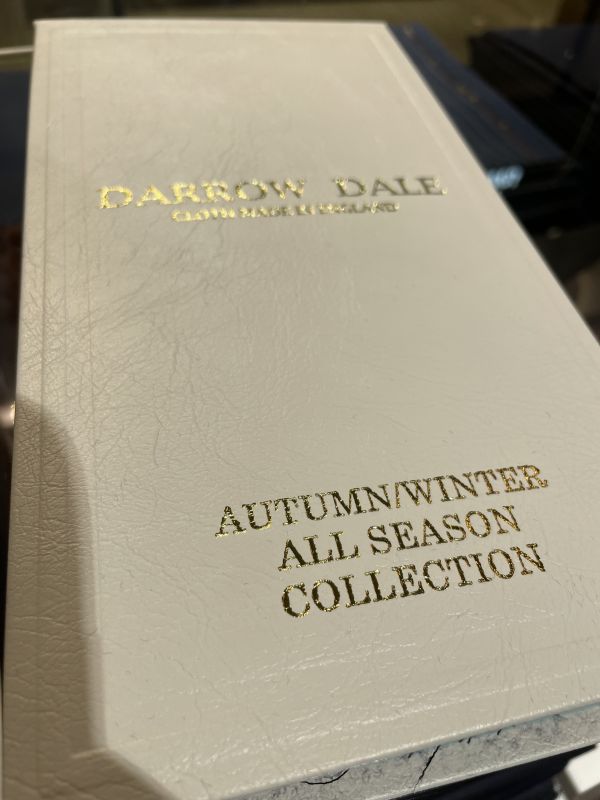 DARROW DALE
CLOTH MADE IN ENGLAND
AUTUMN/WINTER
ALL SEASON
COLLECTION